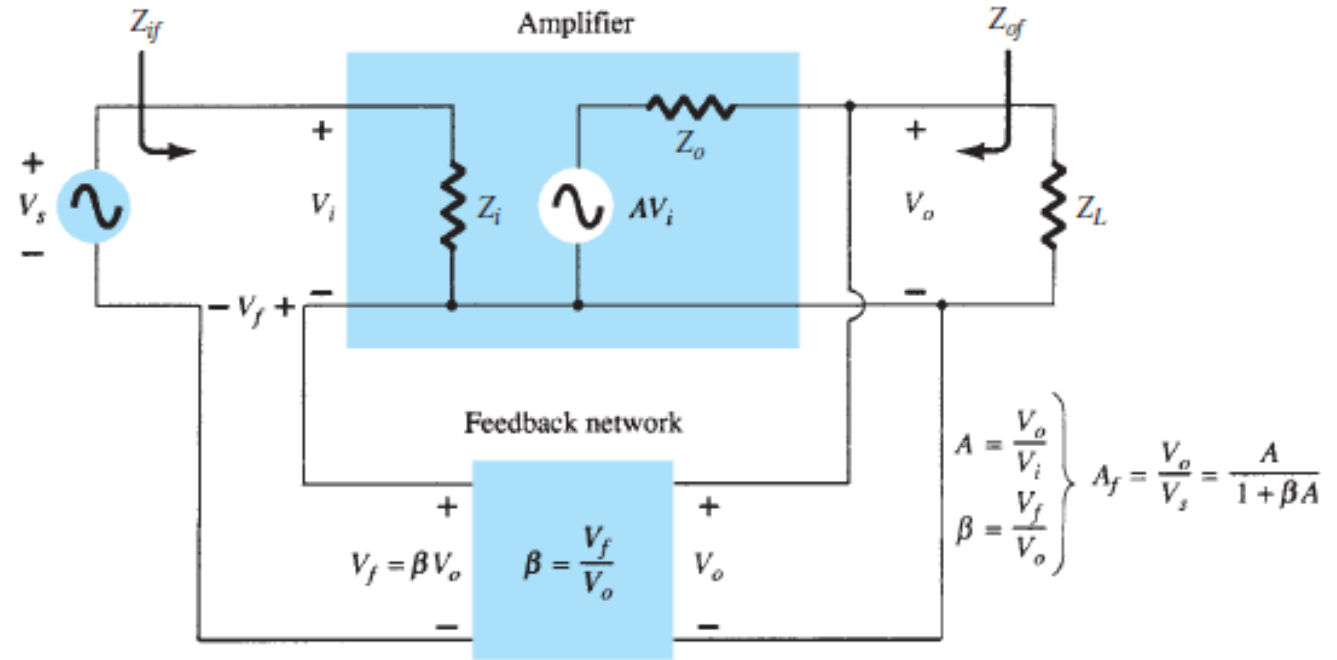 Z_if
Amplifier
Z_of
+
V_s
−
+
V_i
−
Z_i
AV_i
Z_o
+
V_o
−
Z_L
− V_f +
Feedback network
+
V_f = βV_o
−
β = V_f / V_o
+
V_o
−
A = V_o / V_i
β = V_f / V_o
A_f = V_o / V_s = A / (1 + βA)